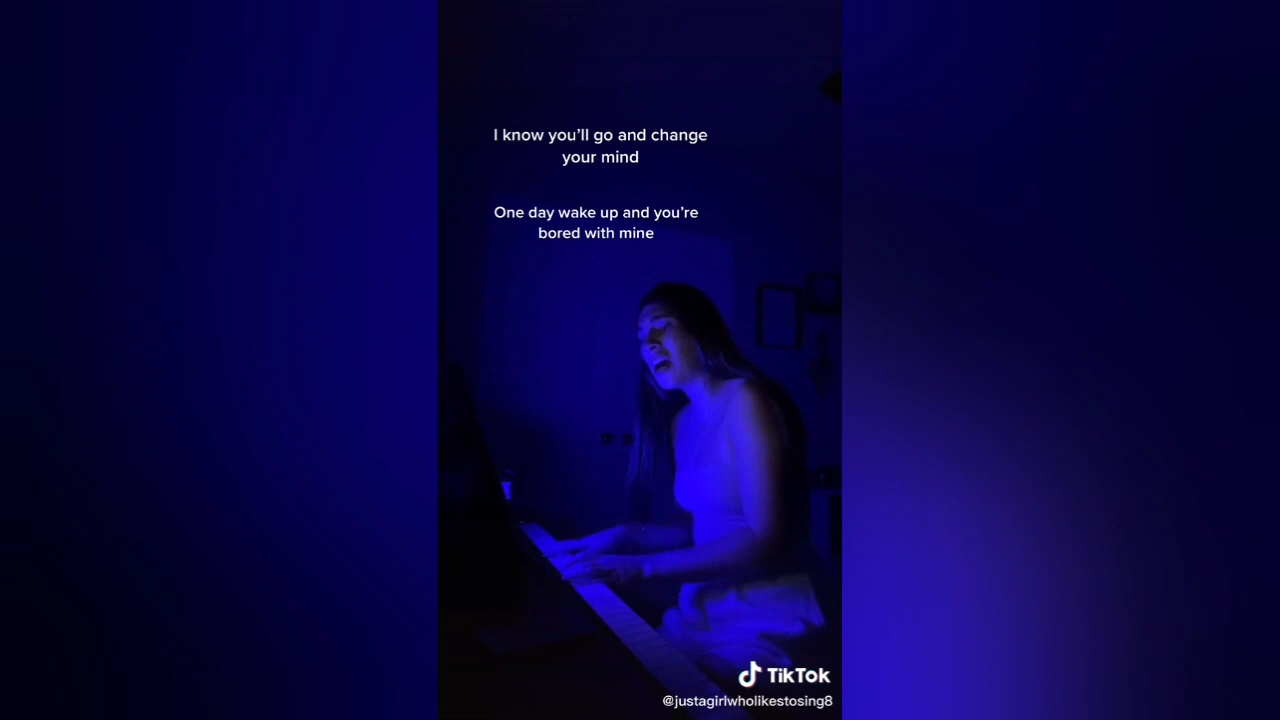 I know you’ll go and change
your mind
One day wake up and you’re
bored with mine
TikTok
@justagirlwholikestosing8